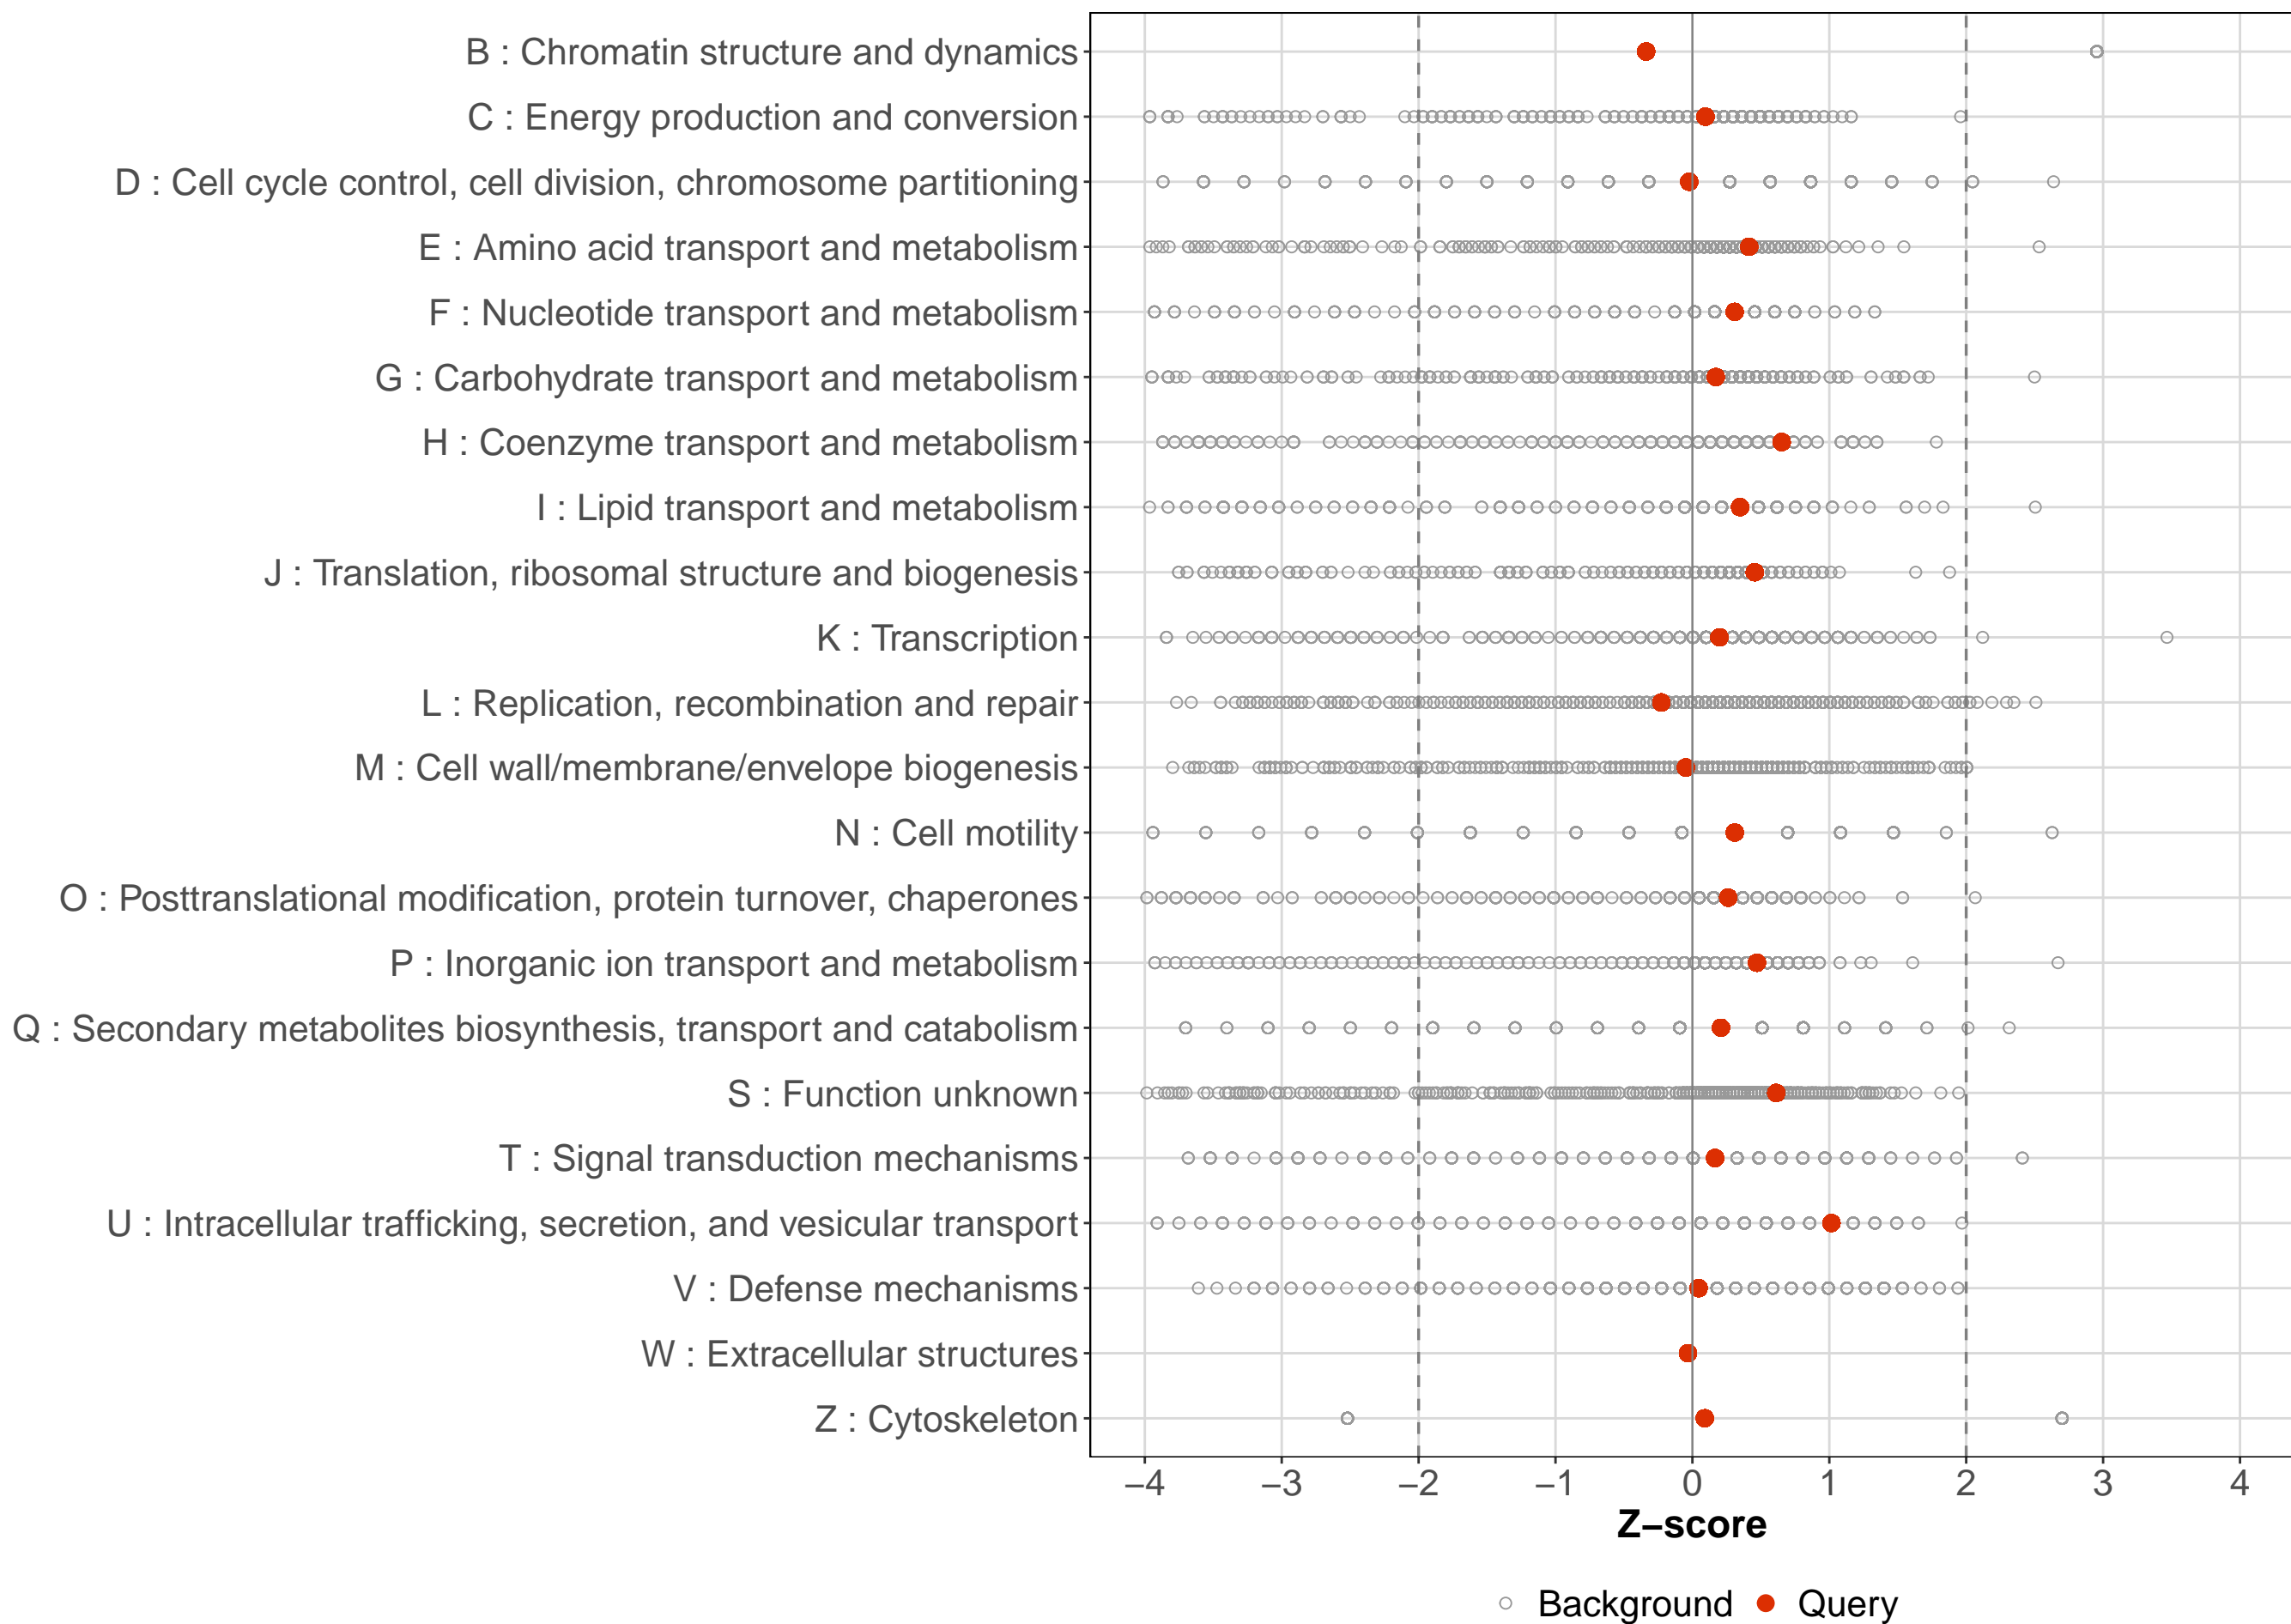 B : Chromatin structure and dynamics
C : Energy production and conversion
D : Cell cycle control, cell division, chromosome partitioning
E : Amino acid transport and metabolism
F : Nucleotide transport and metabolism
G : Carbohydrate transport and metabolism
H : Coenzyme transport and metabolism
I : Lipid transport and metabolism
J : Translation, ribosomal structure and biogenesis
K : Transcription
L : Replication, recombination and repair
M : Cell wall/membrane/envelope biogenesis
N : Cell motility
O : Posttranslational modification, protein turnover, chaperones
P : Inorganic ion transport and metabolism
Q : Secondary metabolites biosynthesis, transport and catabolism
S : Function unknown
T : Signal transduction mechanisms
U : Intracellular trafficking, secretion, and vesicular transport
V : Defense mechanisms
W : Extracellular structures
Z : Cytoskeleton
−4 −3 −2 −1 0 1 2 3 4
Z−score
Background Query